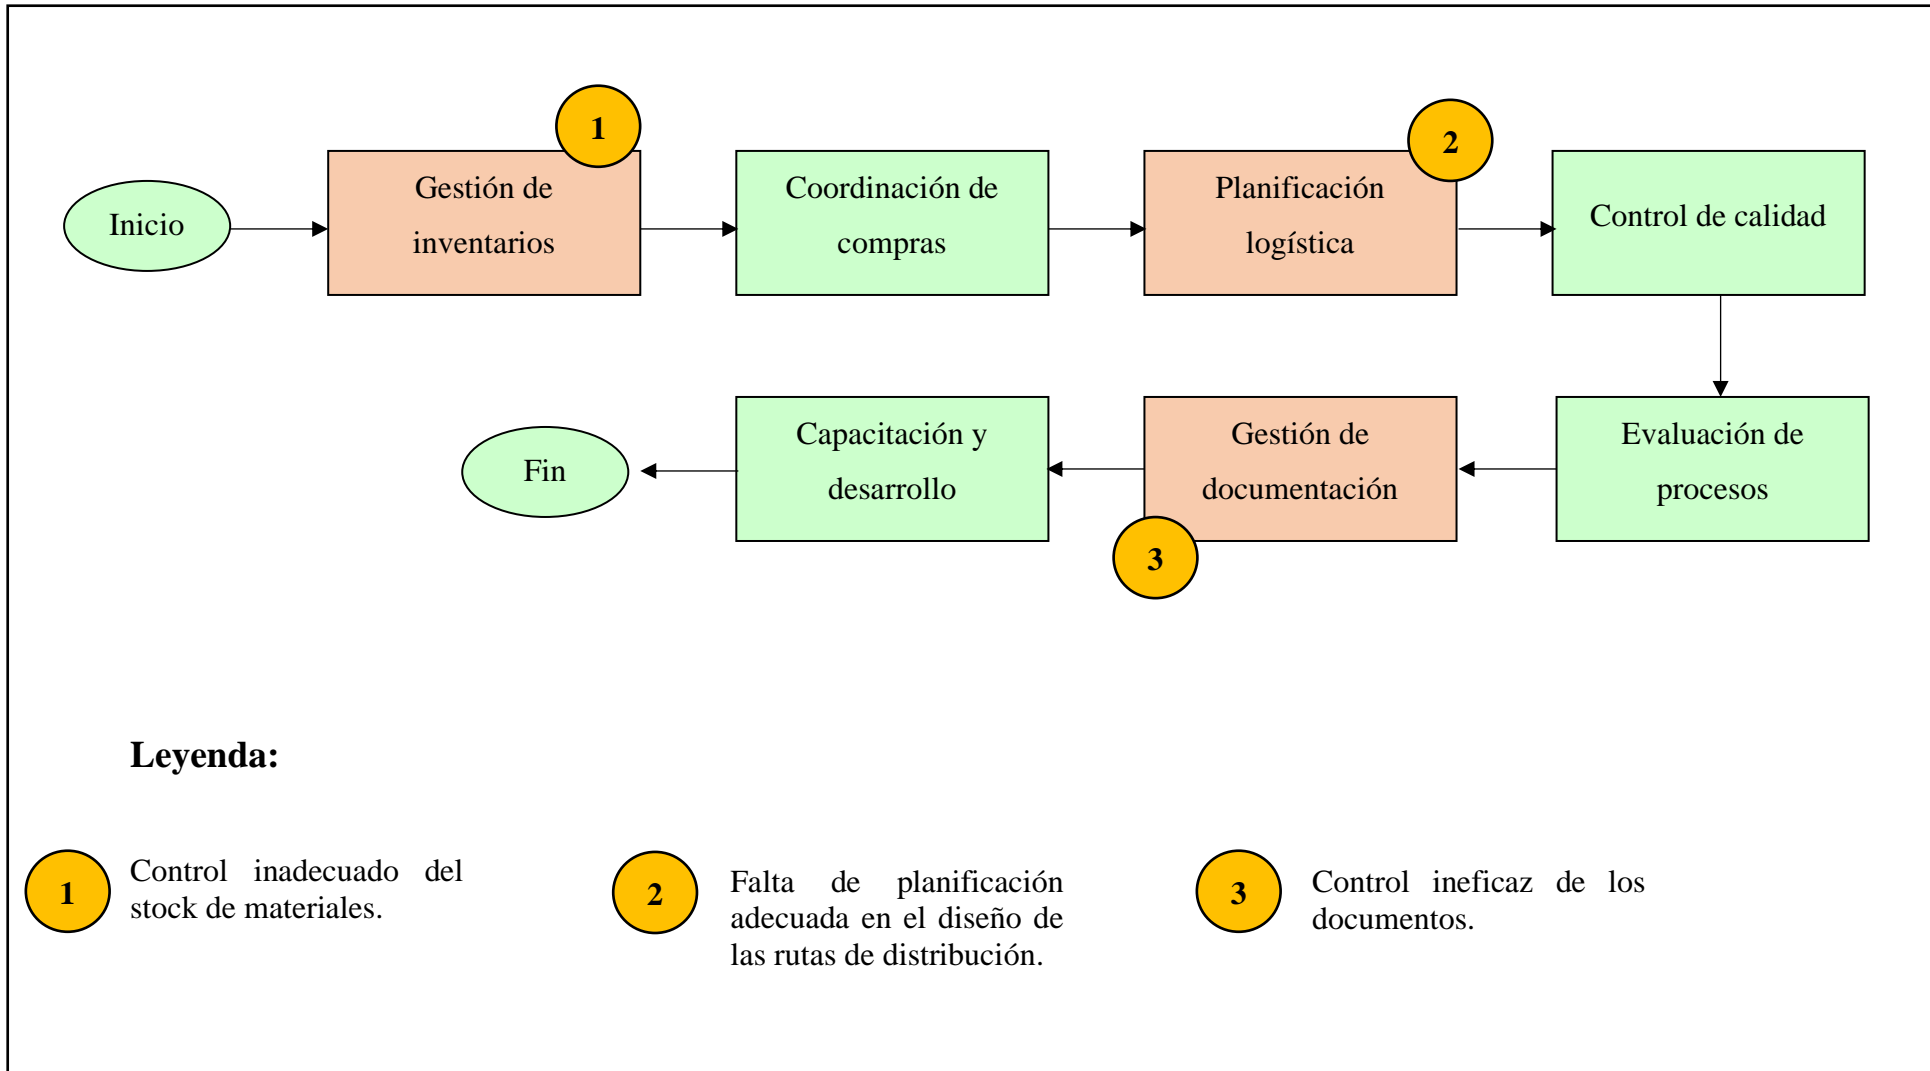 1
2
Gestión de
inventarios
Coordinación de
compras
Planificación
logística
Control de calidad
Inicio
Capacitación y
desarrollo
Gestión de
documentación
Evaluación de
procesos
Fin
3
Leyenda:
1
Control inadecuado del
stock de materiales.
2
Falta de planificación
adecuada en el diseño de
las rutas de distribución.
3
Control ineficaz de los
documentos.